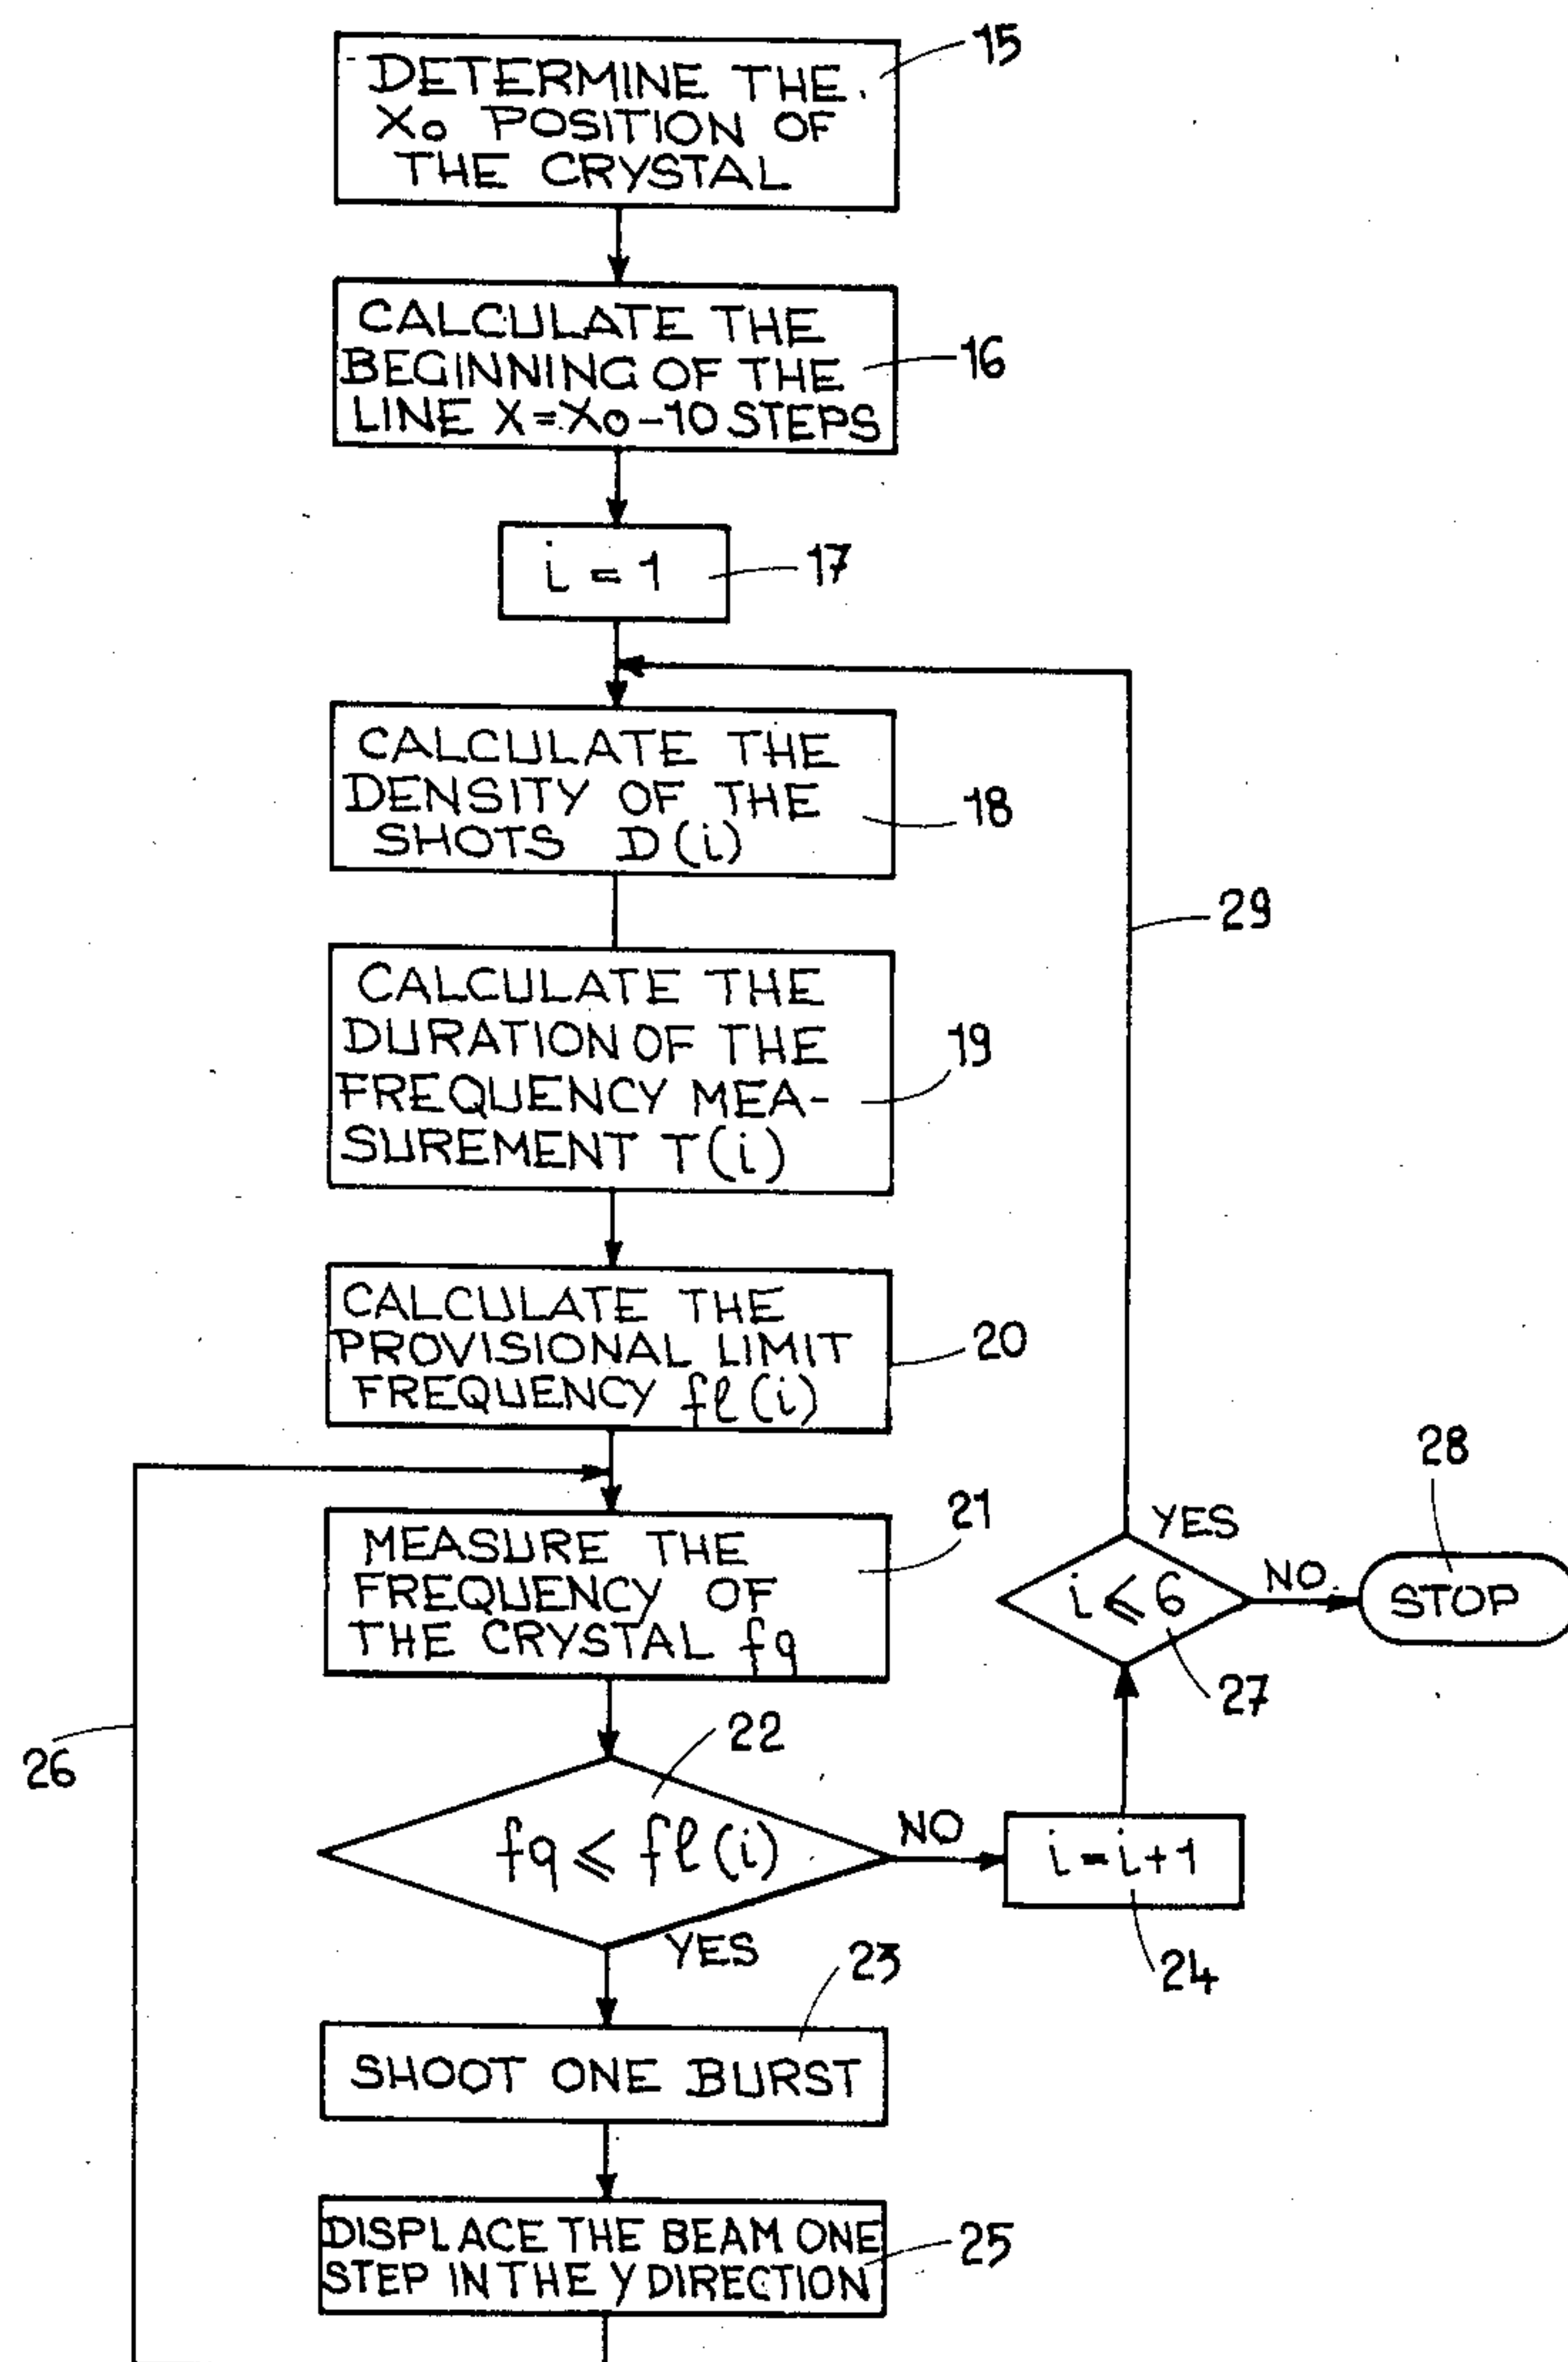 DETERMINE THE
X0 POSITION OF
THE CRYSTAL
15
CALCULATE THE
BEGINNING OF THE
LINE X=X0-10 STEPS
16
i = 1
17
CALCULATE THE
DENSITY OF THE
SHOTS D(i)
18
29
CALCULATE THE
DURATION OF THE
FREQUENCY MEA-
SUREMENT T(i)
19
CALCULATE THE
PROVISIONAL LIMIT
FREQUENCY fl(i)
20
MEASURE THE
FREQUENCY OF
THE CRYSTAL fq
21
YES
i ⩽ 6
NO
28
STOP
27
26
22
fq ⩽ fl(i)
NO
i=i+1
24
YES
23
SHOOT ONE BURST
DISPLACE THE BEAM ONE
STEP IN THE Y DIRECTION
25